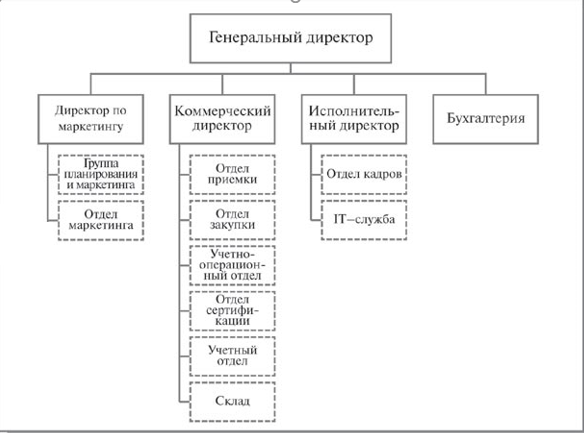 Генеральный директор
Директор по
маркетингу
Коммерческий
директор
Исполнитель-
ный директор
Бухгалтерия
Группа
планирования
и маркетинга
Отдел
маркетинга
Отдел
приемки
Отдел
закупки
Учетно-
операцион-
ный отдел
Отдел
сертифи-
кации
Учетный
отдел
Склад
Отдел кадров
IT–служба